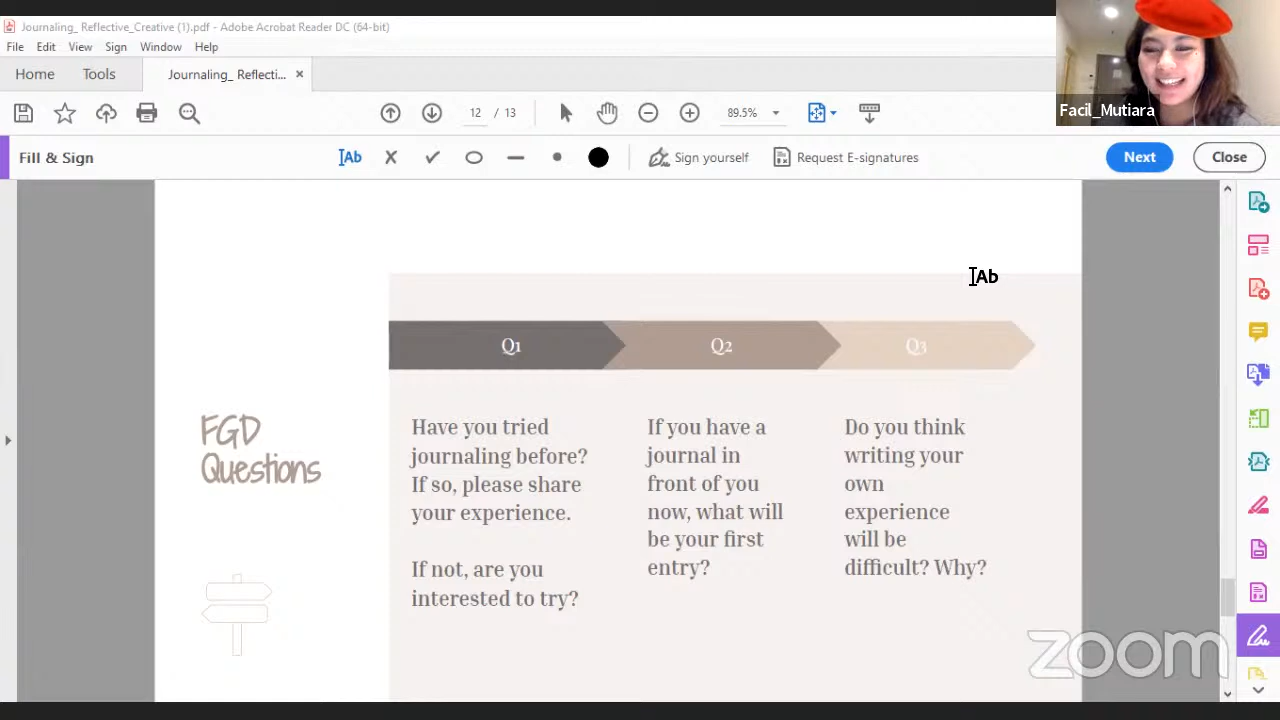 Journaling_ Reflective_Creative (1).pdf - Adobe Acrobat Reader DC (64-bit)
File Edit View Sign Window Help
Home Tools Journaling_ Reflecti... ×
12 / 13 89.5%
Facil_Mutiara
Fill & Sign Ab Sign yourself Request E-signatures Next Close
Ab
Q1 Q2 Q3
FGD
Questions
Have you tried
journaling before?
If so, please share
your experience.
If not, are you
interested to try?
If you have a
journal in
front of you
now, what will
be your first
entry?
Do you think
writing your
own
experience
will be
difficult? Why?
zoom